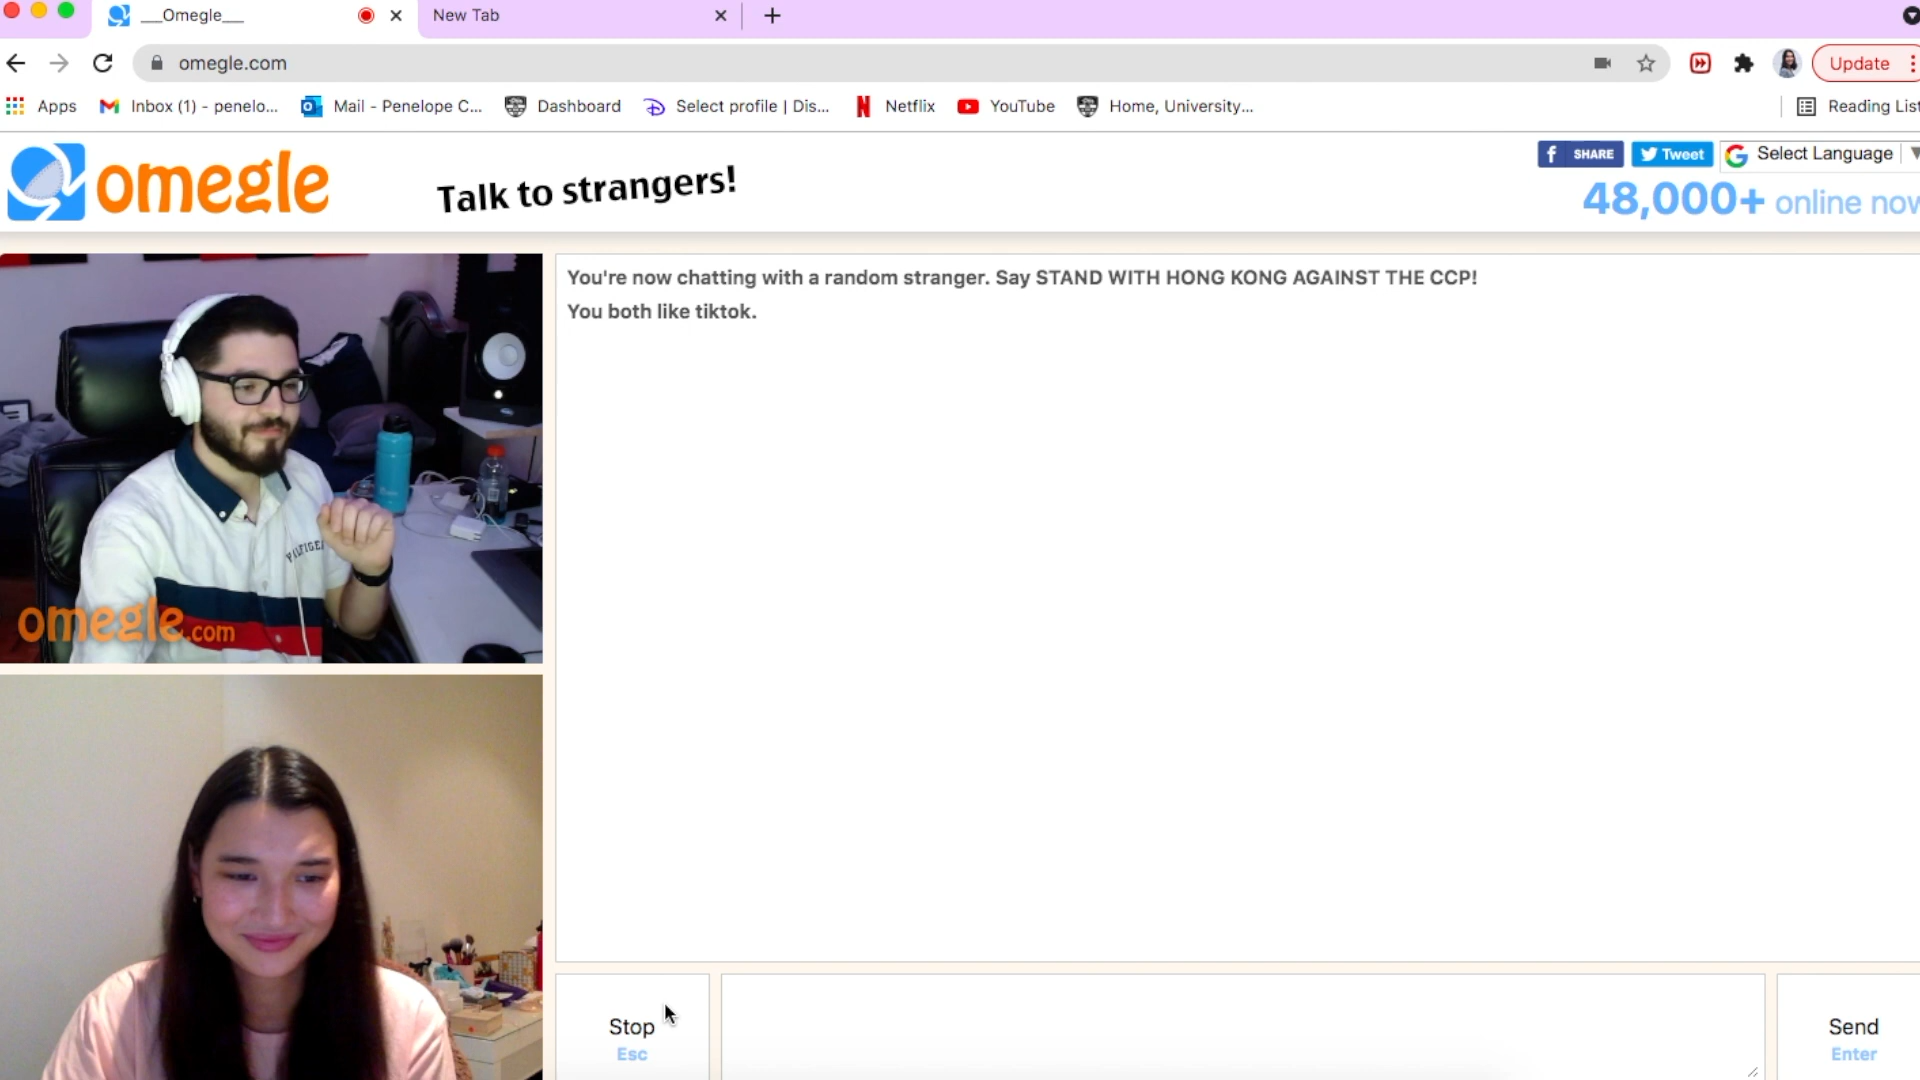 __Omegle__
New Tab
omegle.com
Update
Apps
Inbox (1) - penelo...
Mail - Penelope C...
Dashboard
Select profile | Dis...
Netflix
YouTube
Home, University...
Reading List
omegle
Talk to strangers!
SHARE
Tweet
Select Language
48,000+ online now
You're now chatting with a random stranger. Say STAND WITH HONG KONG AGAINST THE CCP!
You both like tiktok.
omegle.com
Stop
Esc
Send
Enter